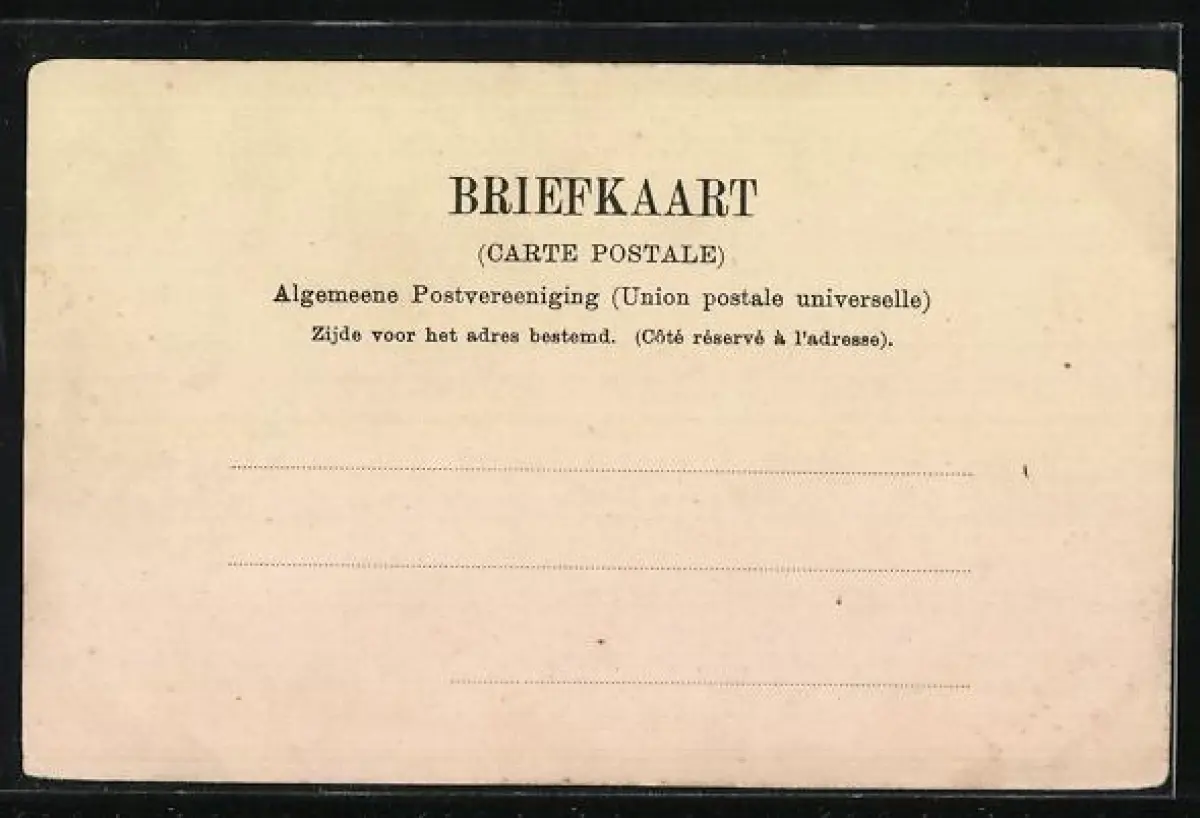 BRIEFKAART
(CARTE POSTALE)
Algemeene Postvereeniging (Union postale universelle)
Zijde voor het adres bestemd. (Côté réservé à l'adresse).